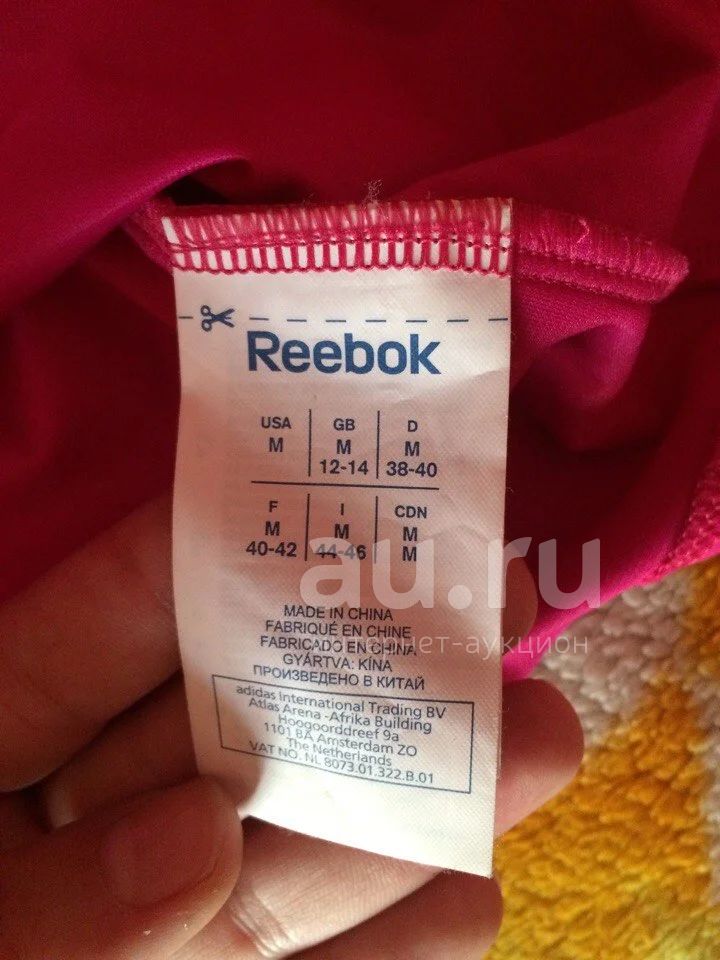 Reebok
USA GB D
M M M
12-14 38-40
F I CDN
M M M
40-42 44-46 M
au.ru
интернет-аукцион
MADE IN CHINA
FABRIQUÉ EN CHINE
FABRICADO EN CHINA
GYÁRTVA: KÍNA
ПРОИЗВЕДЕНО В КИТАЙ
adidas International Trading BV
Atlas Arena -Afrika Building
Hoogoorddreef 9a
1101 BA Amsterdam ZO
The Netherlands
VAT NO. NL 8073.01.322.B.01